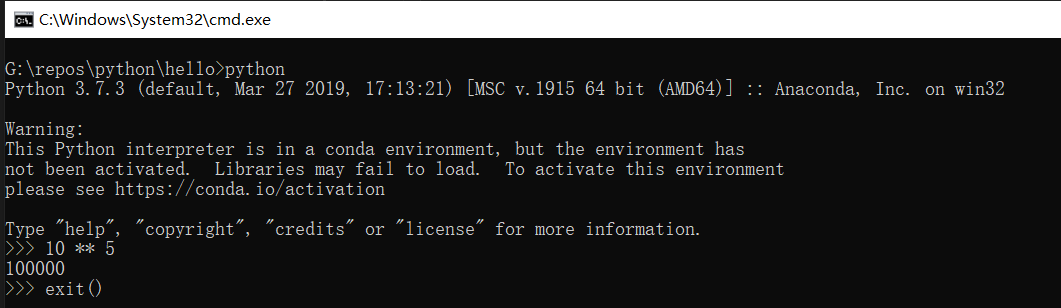 C:\Windows\System32\cmd.exe
G:\repos\python\hello>python
Python 3.7.3 (default, Mar 27 2019, 17:13:21) [MSC v.1915 64 bit (AMD64)] :: Anaconda, Inc. on win32
Warning:
This Python interpreter is in a conda environment, but the environment has
not been activated.  Libraries may fail to load.  To activate this environment
please see https://conda.io/activation
Type "help", "copyright", "credits" or "license" for more information.
>>> 10 ** 5
100000
>>> exit()